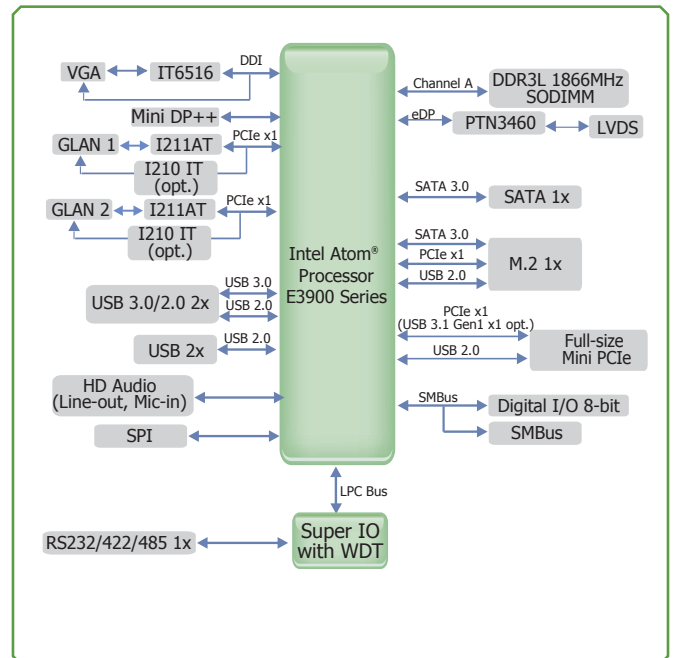 DDI
VGA
IT6516
Mini DP++
GLAN 1
I211AT
PCIe x1
I210 IT
(opt.)
GLAN 2
I211AT
PCIe x1
I210 IT
(opt.)
USB 3.0/2.0 2x
USB 3.0
USB 2.0
USB 2x
USB 2.0
HD Audio
(Line-out, Mic-in)
SPI
Intel Atom®
Processor
E3900 Series
Channel A
DDR3L 1866MHz
SODIMM
eDP
PTN3460
LVDS
SATA 3.0
SATA 1x
SATA 3.0
PCIe x1
USB 2.0
M.2 1x
PCIe x1
(USB 3.1 Gen1 x1 opt.)
USB 2.0
Full-size
Mini PCIe
SMBus
Digital I/O 8-bit
SMBus
LPC Bus
Super IO
with WDT
RS232/422/485 1x